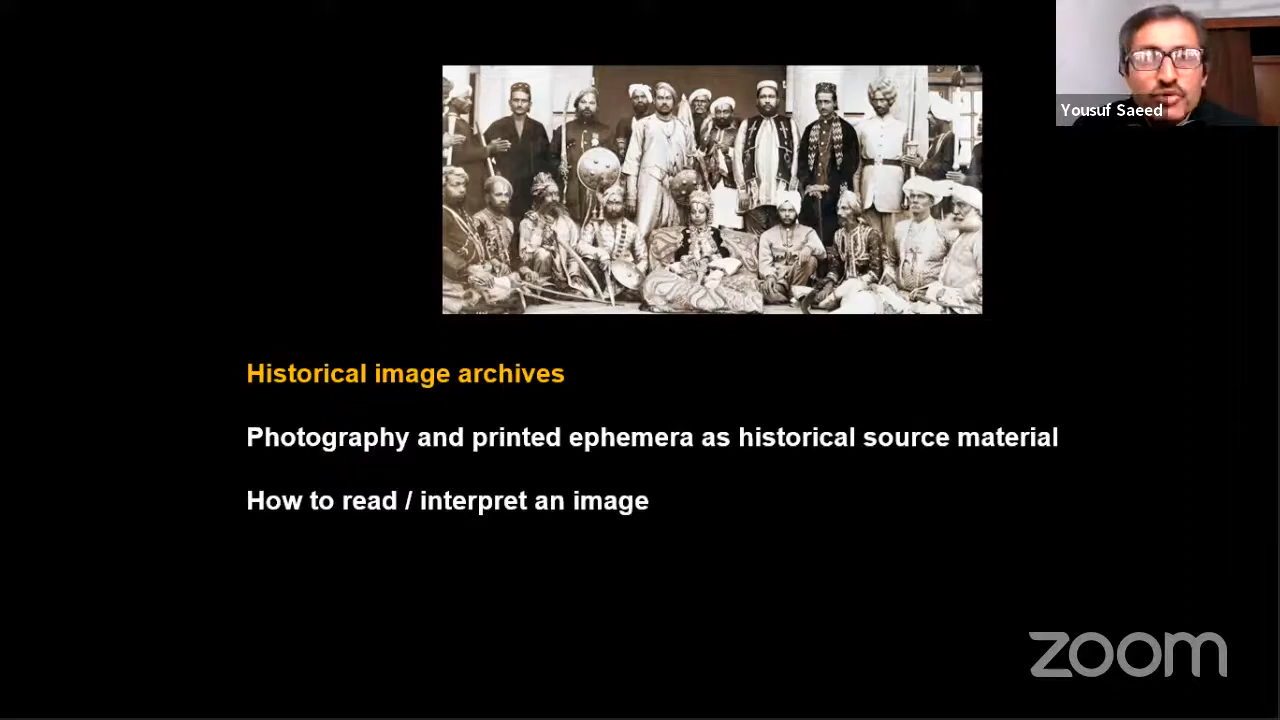 Yousuf Saeed
Historical image archives
Photography and printed ephemera as historical source material
How to read / interpret an image
zoom